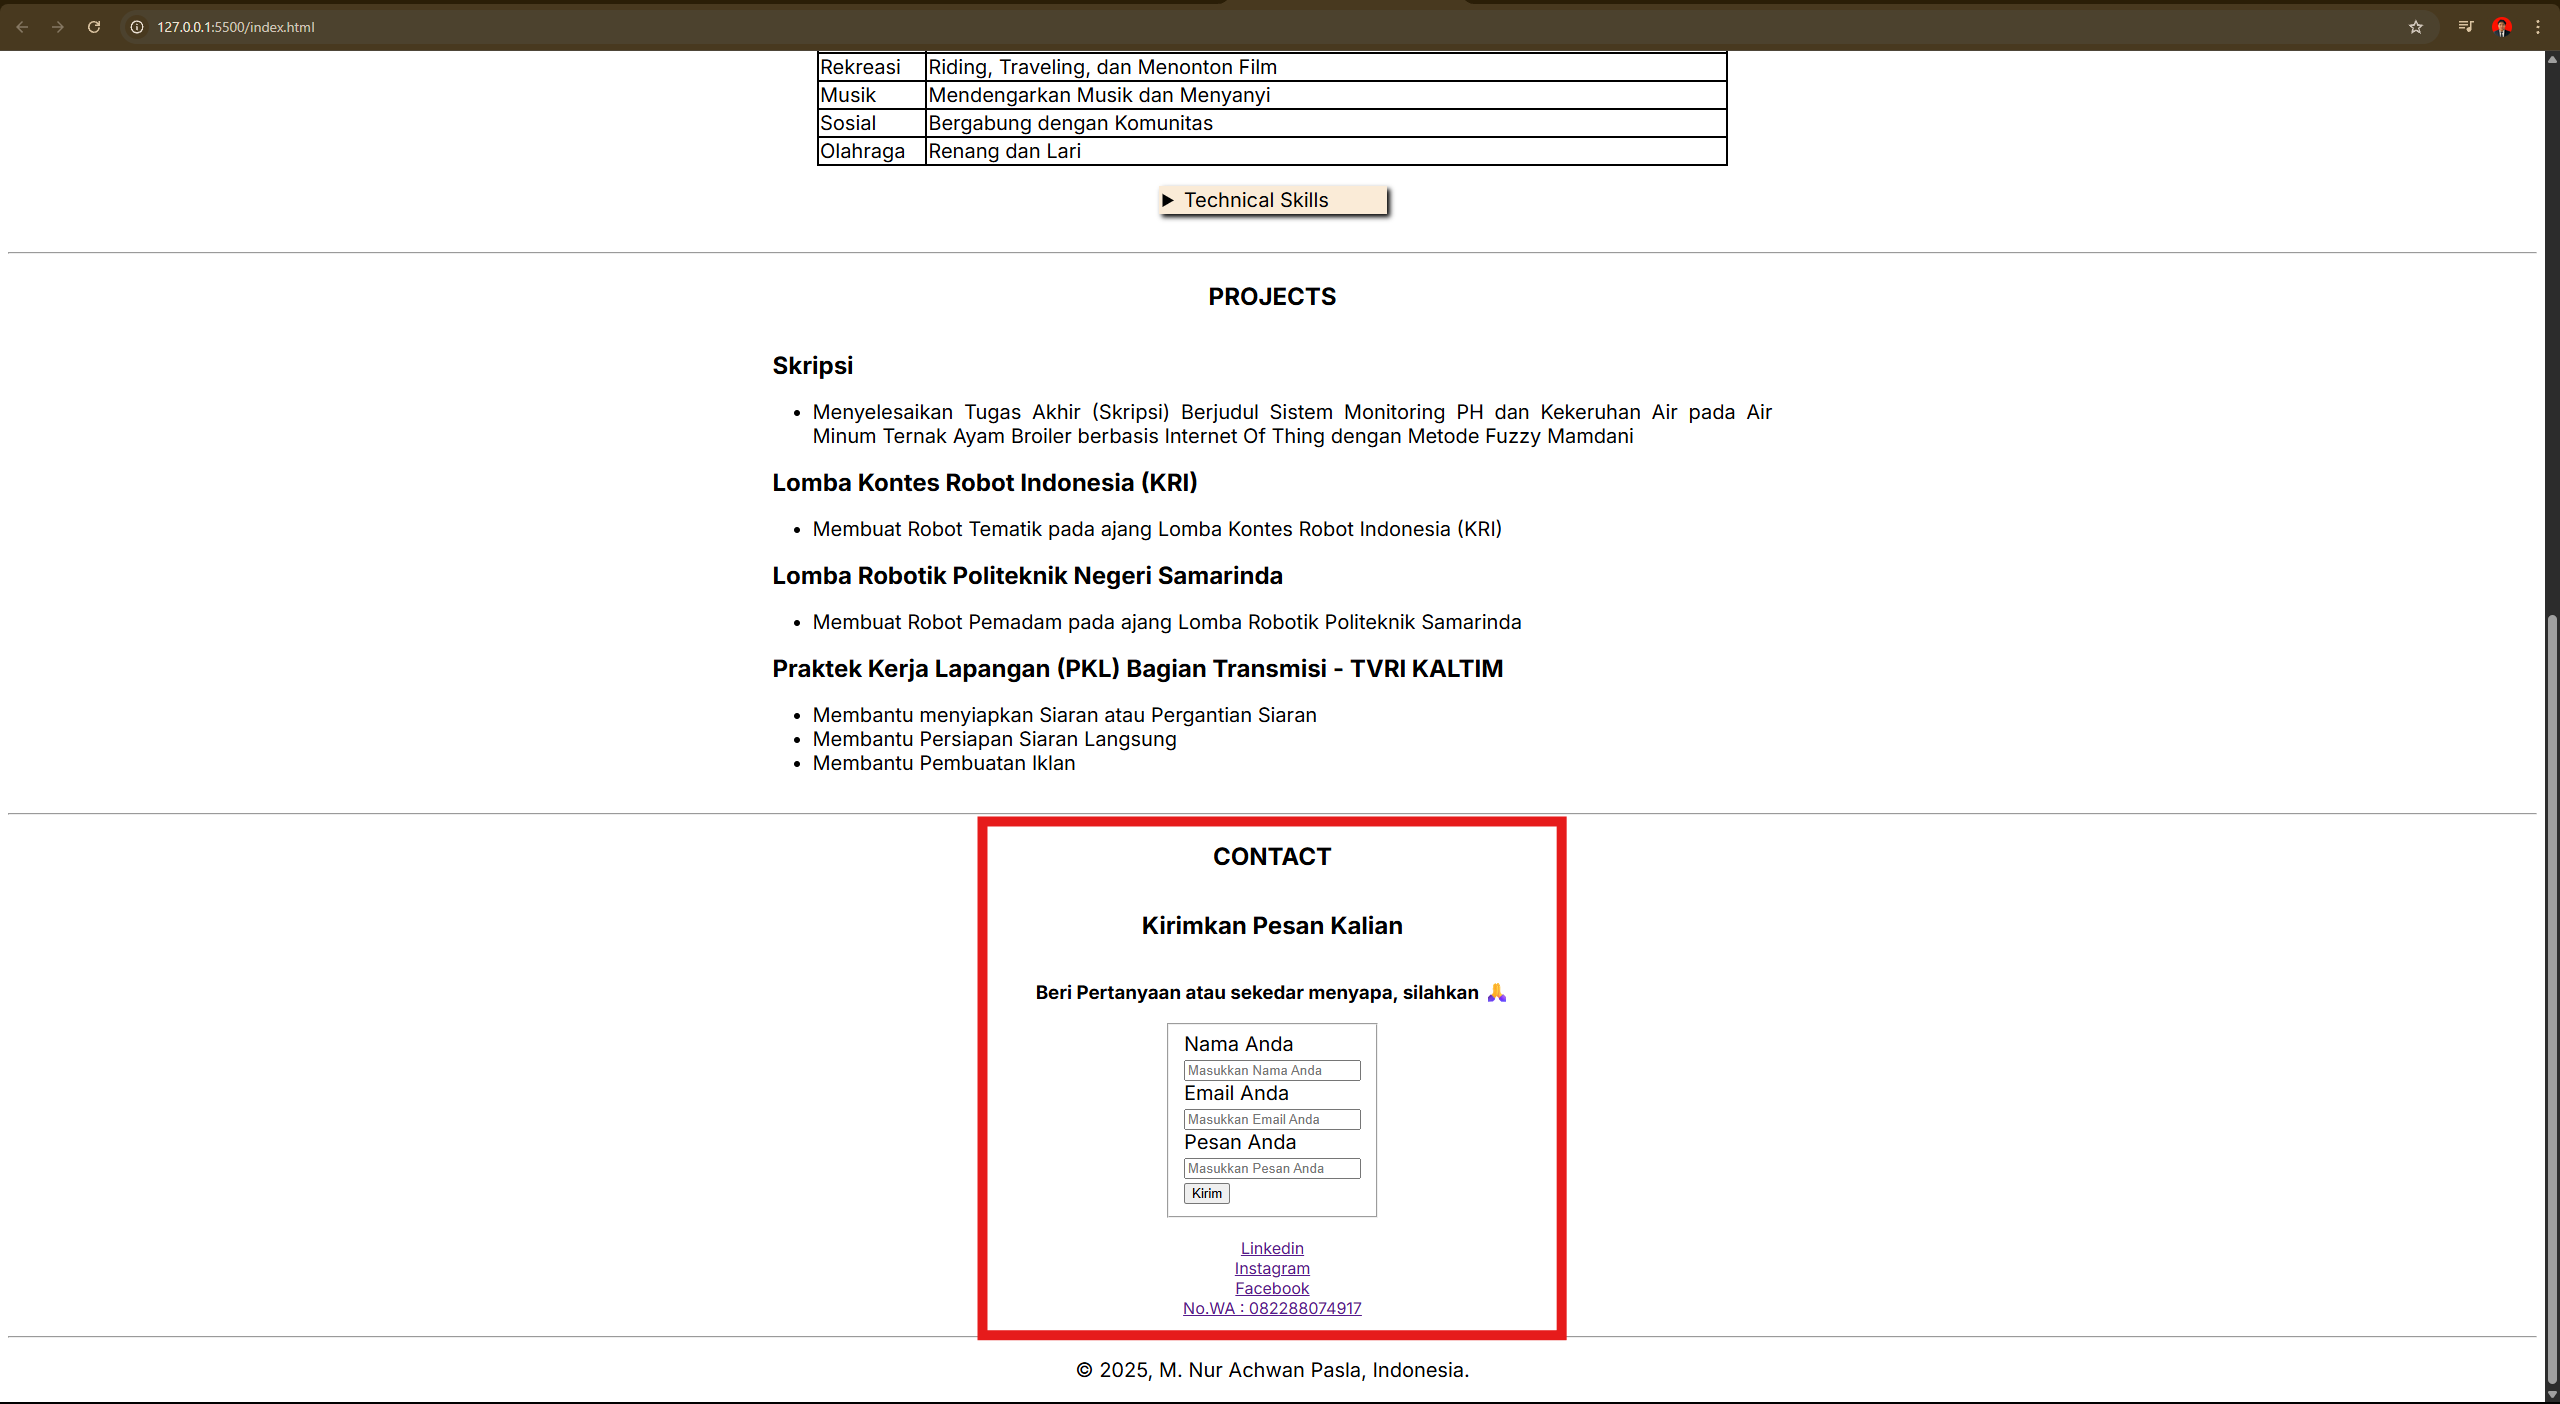 127.0.0.1:5500/index.html
Rekreasi Riding, Traveling, dan Menonton Film
Musik Mendengarkan Musik dan Menyanyi
Sosial Bergabung dengan Komunitas
Olahraga Renang dan Lari
▶ Technical Skills
PROJECTS
Skripsi
• Menyelesaikan Tugas Akhir (Skripsi) Berjudul Sistem Monitoring PH dan Kekeruhan Air pada Air
Minum Ternak Ayam Broiler berbasis Internet Of Thing dengan Metode Fuzzy Mamdani
Lomba Kontes Robot Indonesia (KRI)
• Membuat Robot Tematik pada ajang Lomba Kontes Robot Indonesia (KRI)
Lomba Robotik Politeknik Negeri Samarinda
• Membuat Robot Pemadam pada ajang Lomba Robotik Politeknik Samarinda
Praktek Kerja Lapangan (PKL) Bagian Transmisi - TVRI KALTIM
• Membantu menyiapkan Siaran atau Pergantian Siaran
• Membantu Persiapan Siaran Langsung
• Membantu Pembuatan Iklan
CONTACT
Kirimkan Pesan Kalian
Beri Pertanyaan atau sekedar menyapa, silahkan 🙏
Nama Anda
Masukkan Nama Anda
Email Anda
Masukkan Email Anda
Pesan Anda
Masukkan Pesan Anda
Kirim
Linkedin
Instagram
Facebook
No.WA : 082288074917
© 2025, M. Nur Achwan Pasla, Indonesia.